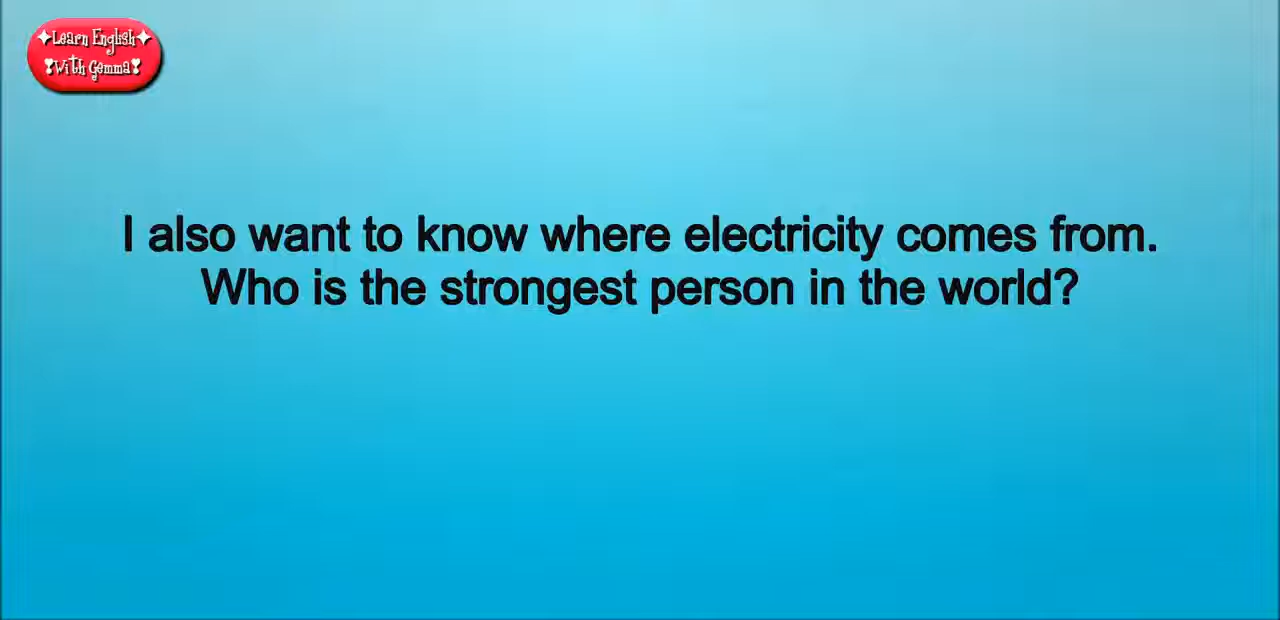 Learn English
With Gemma
I also want to know where electricity comes from.
Who is the strongest person in the world?